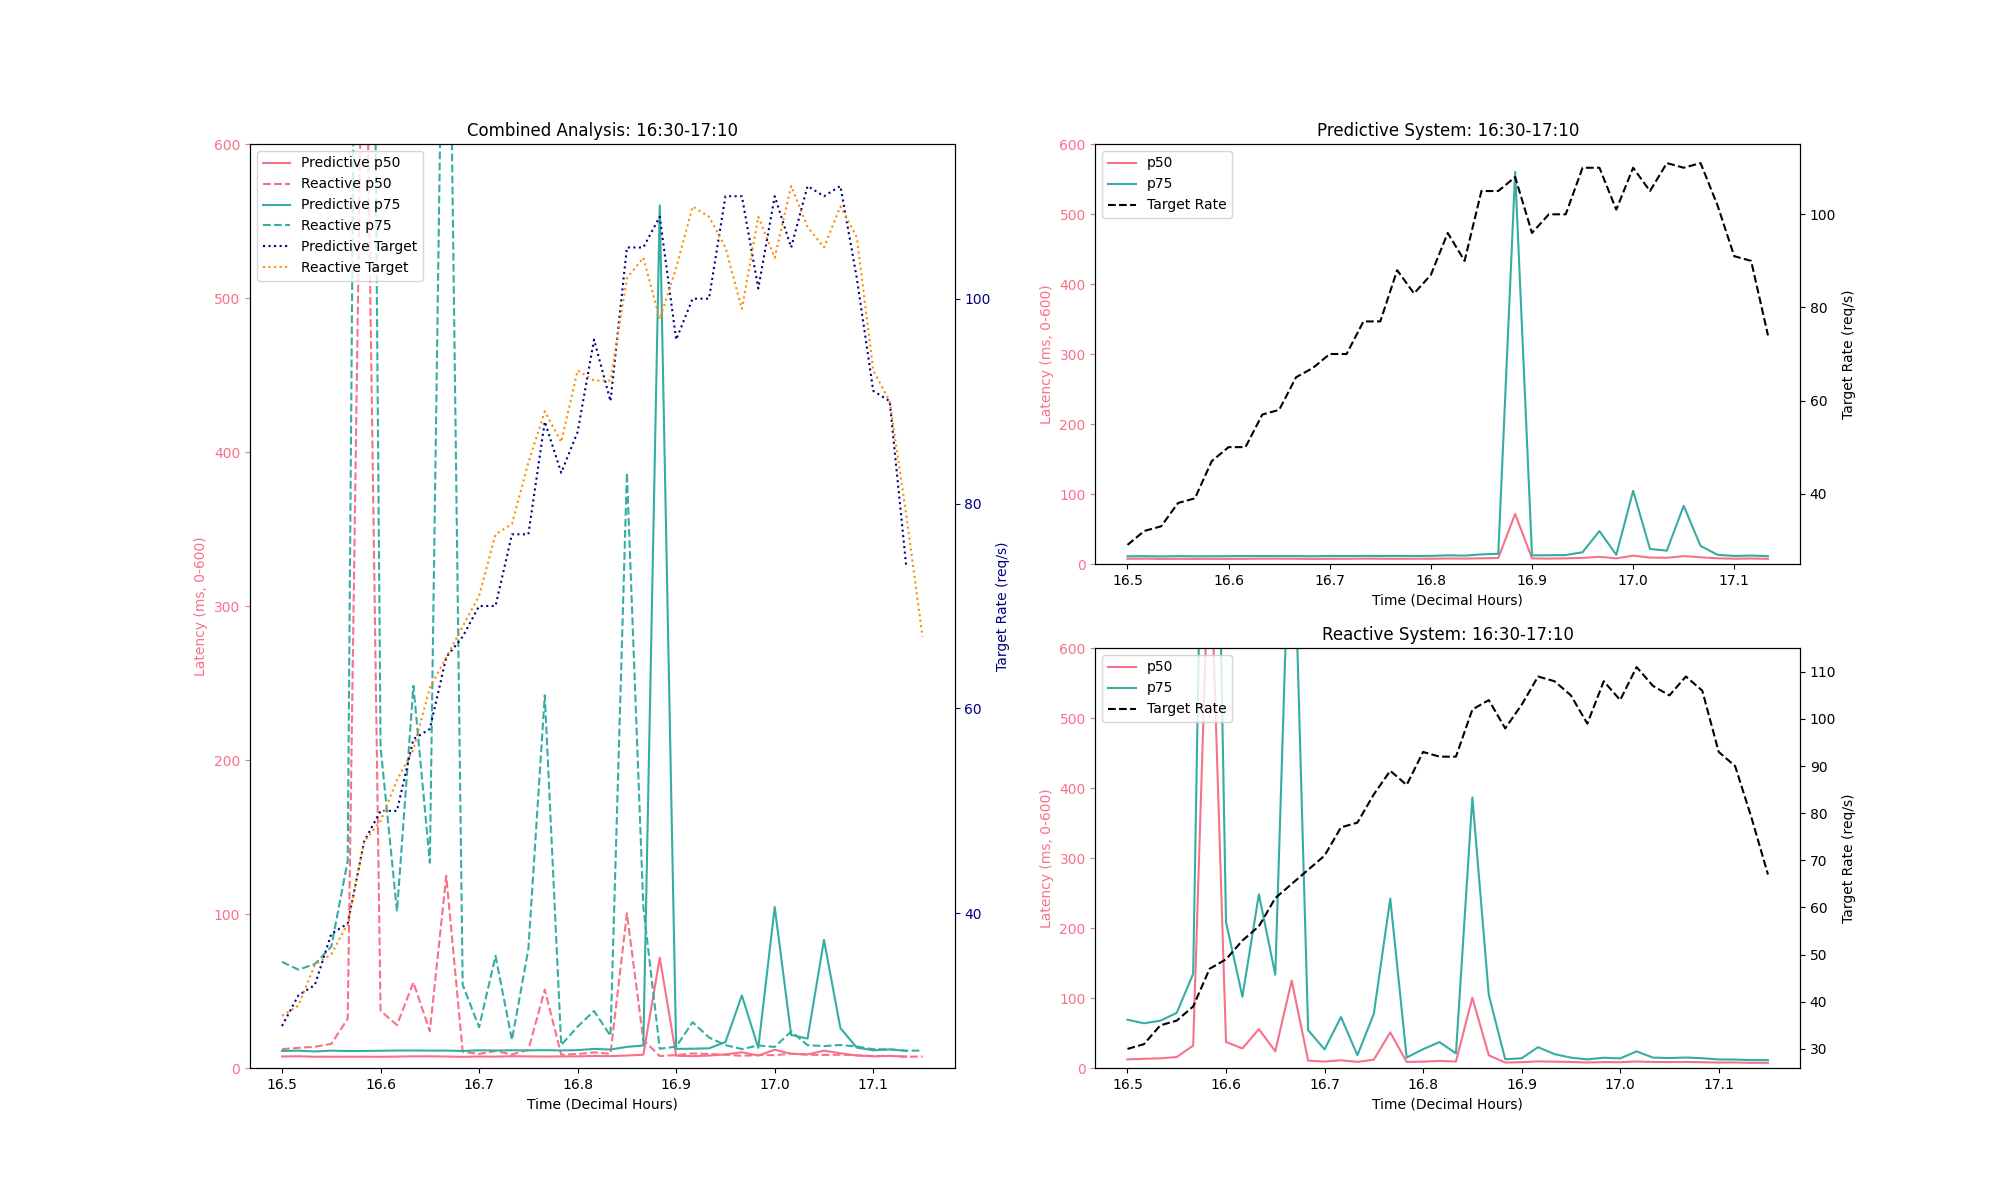 Combined Analysis: 16:30-17:10
600
500
400
300
200
100
0
Latency (ms, 0-600)
Predictive p50
Reactive p50
Predictive p75
Reactive p75
Predictive Target
Reactive Target
100
80
60
40
Target Rate (req/s)
16.5 16.6 16.7 16.8 16.9 17.0 17.1
Time (Decimal Hours)
Predictive System: 16:30-17:10
600
500
400
300
200
100
0
Latency (ms, 0-600)
p50
p75
Target Rate
100
80
60
40
Target Rate (req/s)
16.5 16.6 16.7 16.8 16.9 17.0 17.1
Time (Decimal Hours)
Reactive System: 16:30-17:10
600
500
400
300
200
100
0
Latency (ms, 0-600)
p50
p75
Target Rate
110
100
90
80
70
60
50
40
30
Target Rate (req/s)
16.5 16.6 16.7 16.8 16.9 17.0 17.1
Time (Decimal Hours)